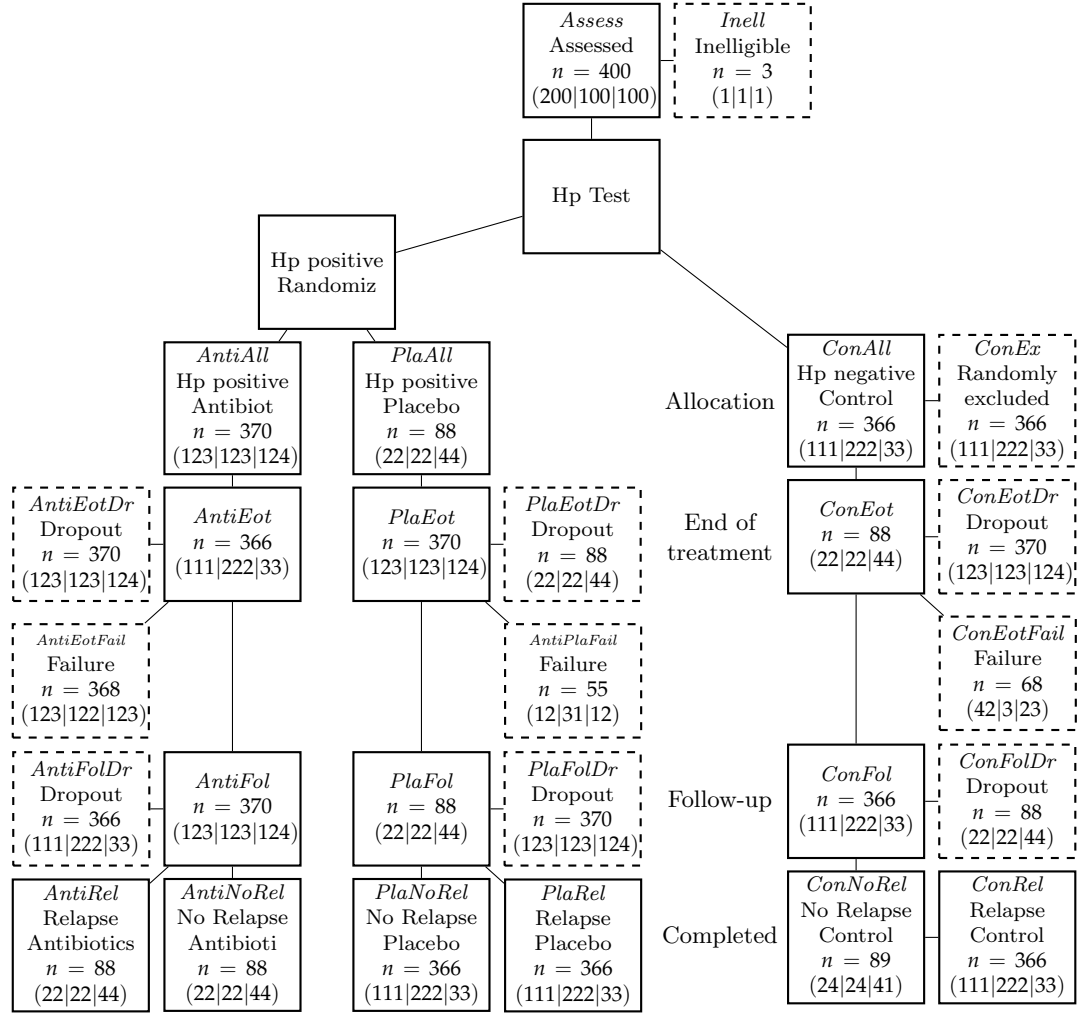 Assess
Assessed
n = 400
(200|100|100)
Inell
Inelligible
n = 3
(1|1|1)
Hp Test
Hp positive
Randomiz
AntiAll
Hp positive
Antibiot
n = 370
(123|123|124)
PlaAll
Hp positive
Placebo
n = 88
(22|22|44)
Allocation
ConAll
Hp negative
Control
n = 366
(111|222|33)
ConEx
Randomly
excluded
n = 366
(111|222|33)
AntiEotDr
Dropout
n = 370
(123|123|124)
AntiEot
n = 366
(111|222|33)
PlaEot
n = 370
(123|123|124)
PlaEotDr
Dropout
n = 88
(22|22|44)
End of
treatment
ConEot
n = 88
(22|22|44)
ConEotDr
Dropout
n = 370
(123|123|124)
AntiEotFail
Failure
n = 368
(123|122|123)
AntiPlaFail
Failure
n = 55
(12|31|12)
ConEotFail
Failure
n = 68
(42|3|23)
AntiFolDr
Dropout
n = 366
(111|222|33)
AntiFol
n = 370
(123|123|124)
PlaFol
n = 88
(22|22|44)
PlaFolDr
Dropout
n = 370
(123|123|124)
Follow-up
ConFol
n = 366
(111|222|33)
ConFolDr
Dropout
n = 88
(22|22|44)
AntiRel
Relapse
Antibiotics
n = 88
(22|22|44)
AntiNoRel
No Relapse
Antibioti
n = 88
(22|22|44)
PlaNoRel
No Relapse
Placebo
n = 366
(111|222|33)
PlaRel
Relapse
Placebo
n = 366
(111|222|33)
Completed
ConNoRel
No Relapse
Control
n = 89
(24|24|41)
ConRel
Relapse
Control
n = 366
(111|222|33)